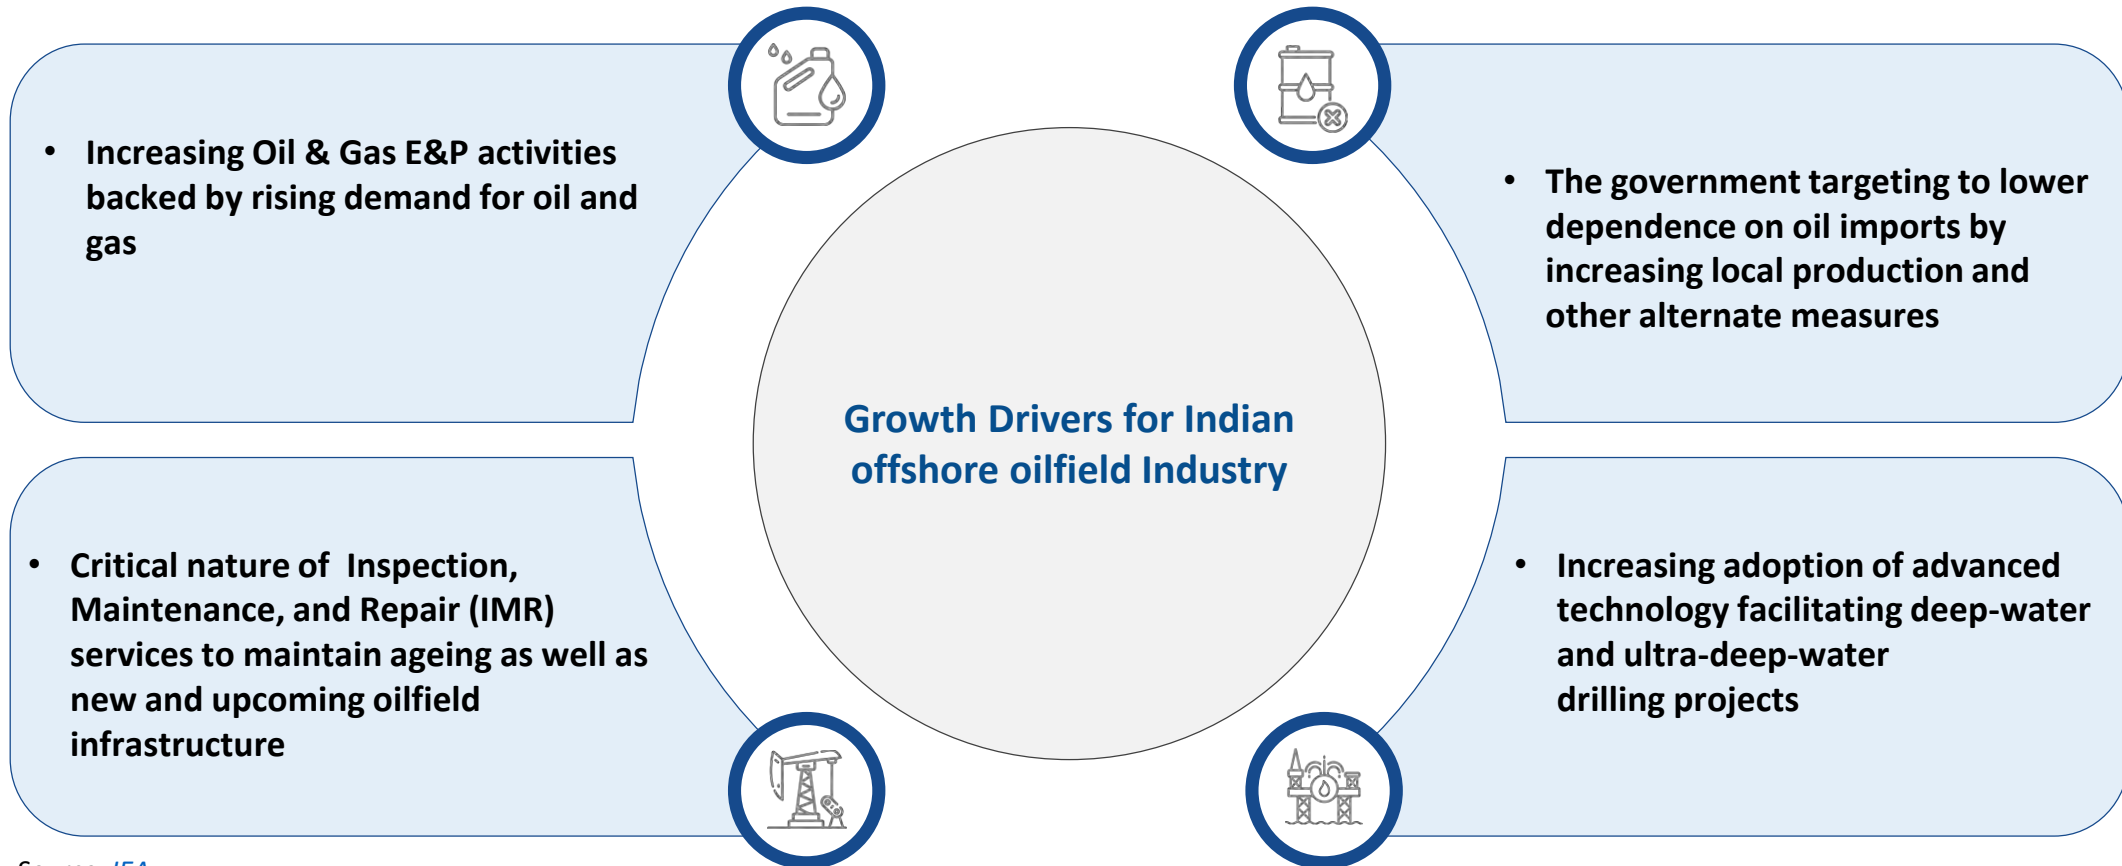 • Increasing Oil & Gas E&P activities
backed by rising demand for oil and
gas
• The government targeting to lower
dependence on oil imports by
increasing local production and
other alternate measures
Growth Drivers for Indian
offshore oilfield Industry
• Critical nature of Inspection,
Maintenance, and Repair (IMR)
services to maintain ageing as well as
new and upcoming oilfield
infrastructure
• Increasing adoption of advanced
technology facilitating deep-water
and ultra-deep-water
drilling projects
Source: IEA